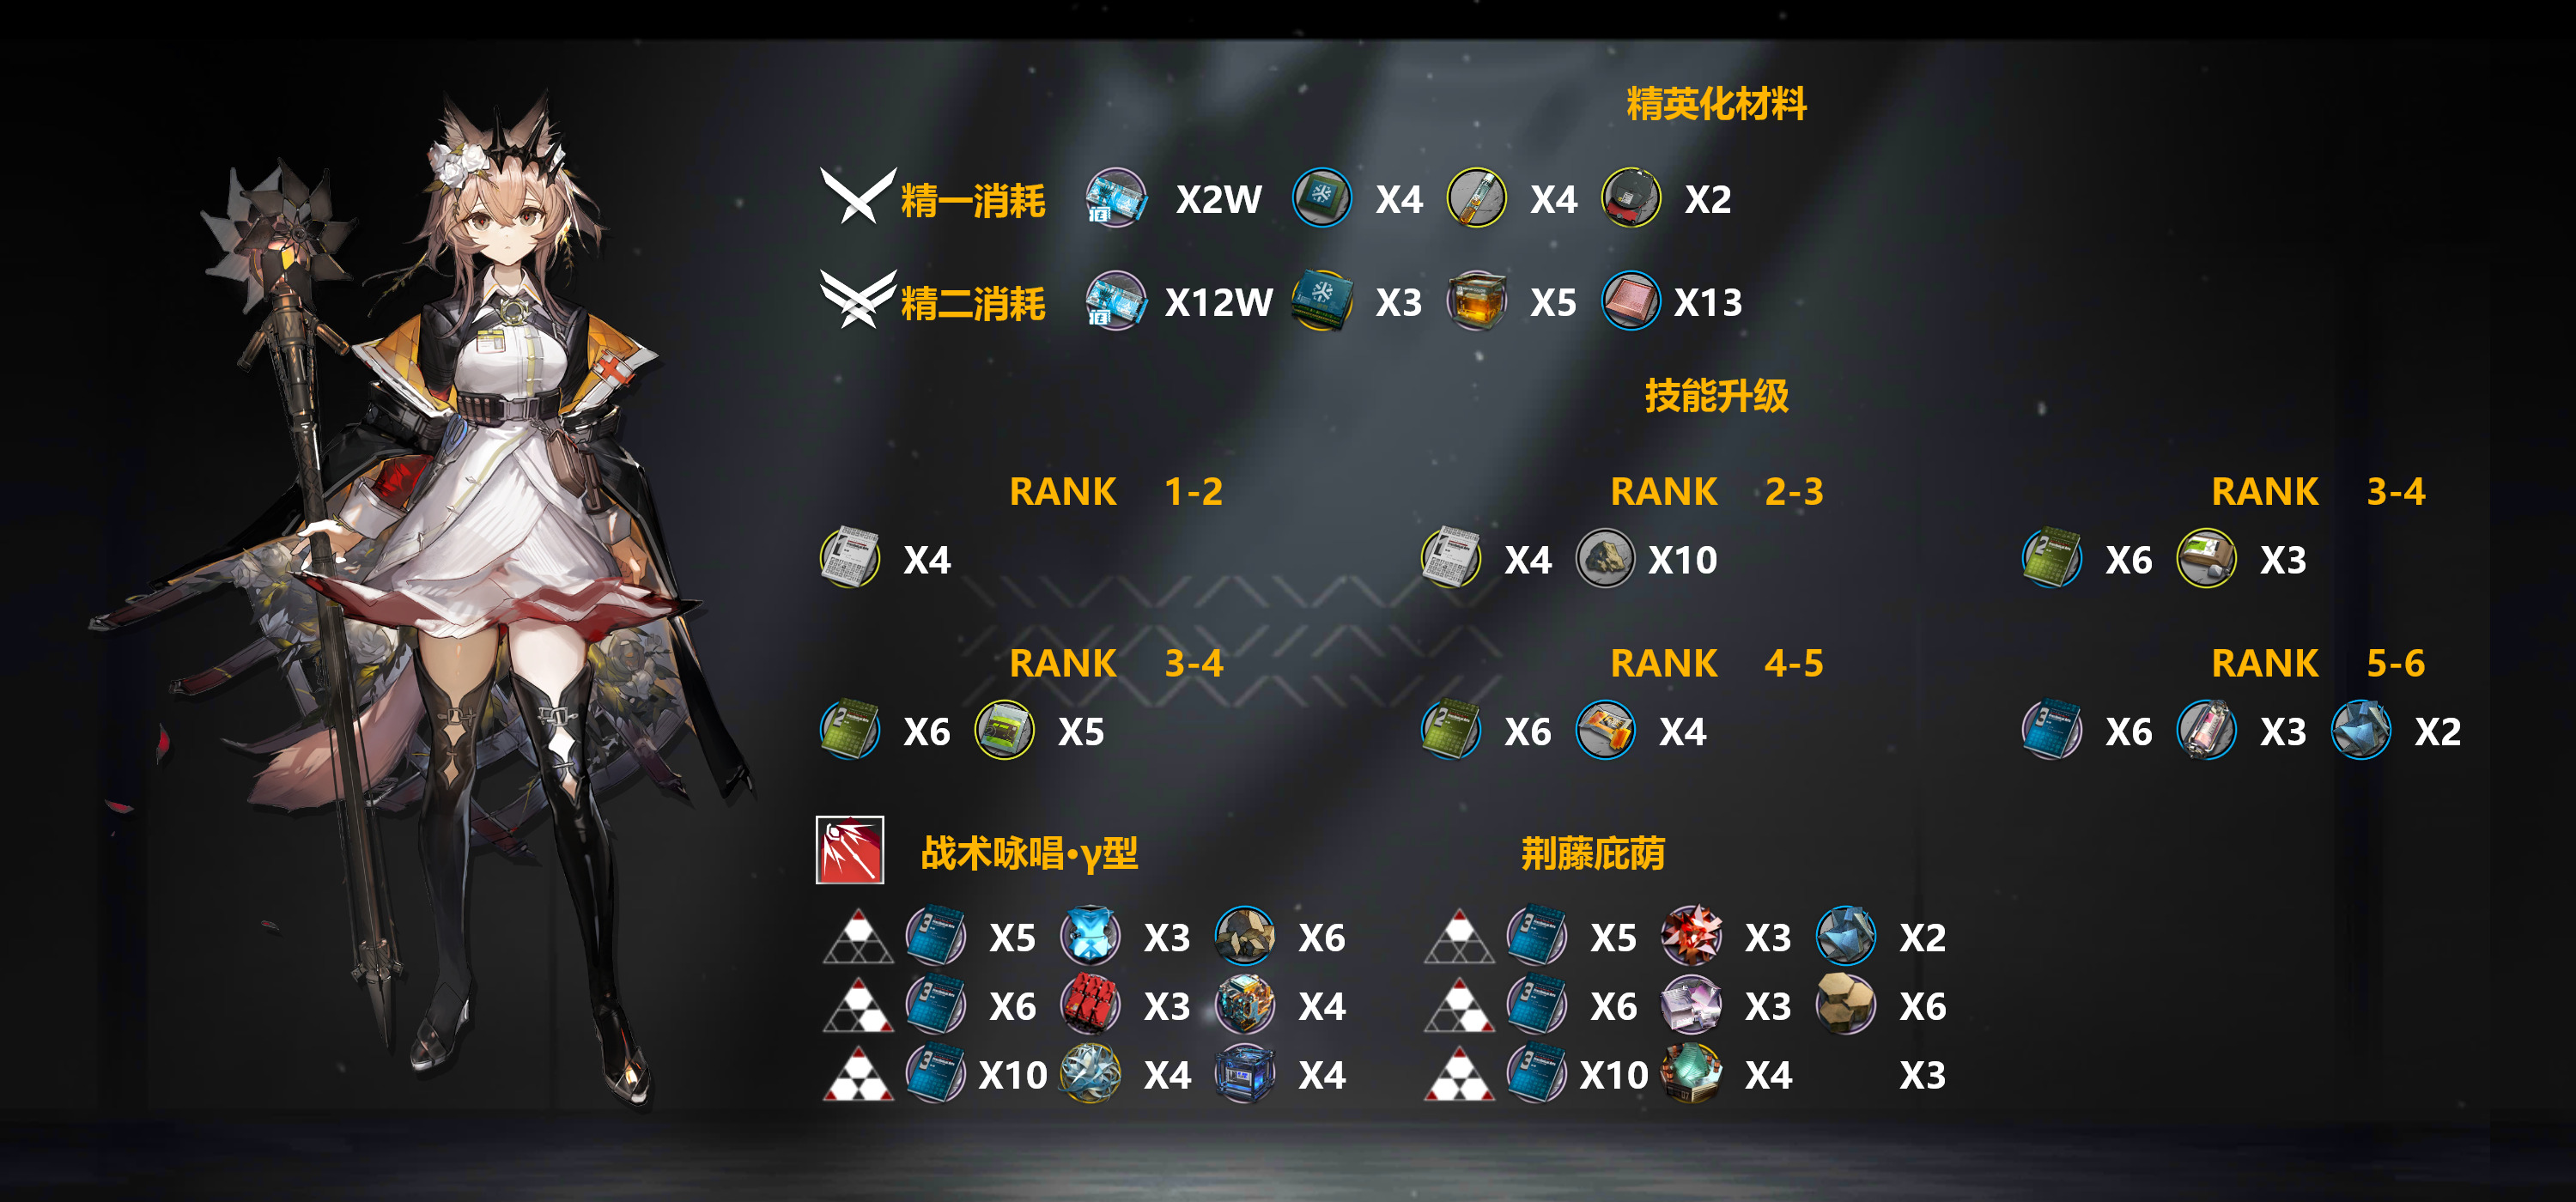 精英化材料
精一消耗 X2W X4 X4 X2
精二消耗 X12W X3 X5 X13
技能升级
RANK 1-2 RANK 2-3 RANK 3-4
X4 X4 X10 X6 X3
RANK 3-4 RANK 4-5 RANK 5-6
X6 X5 X6 X4 X6 X3 X2
战术咏唱•γ型 荆藤庇荫
X5 X3 X6 X5 X3 X2
X6 X3 X4 X6 X3 X6
X10 X4 X4 X10 X4 X3